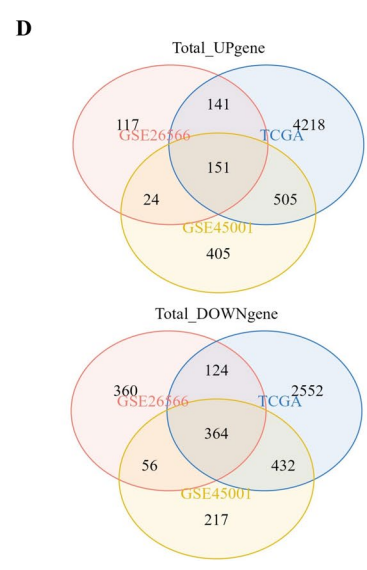 D
Total_UPgene
141
117
4218
GSE26566
TCGA
151
24
505
GSE45001
405
Total_DOWNgene
124
360
2552
GSE26566
TCGA
364
56
432
GSE45001
217